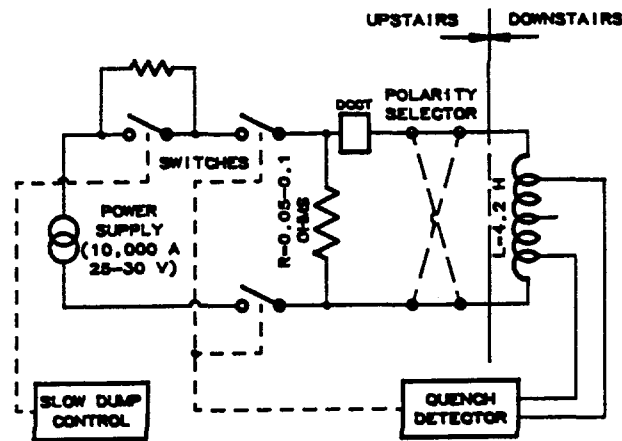 UPSTAIRS
DOWNSTAIRS
DCCT
POLARITY
SELECTOR
SWITCHES
POWER
SUPPLY
(10,000 A
25-30 V)
R=0.05-0.1
OHMS
L=4.2 H
SLOW DUMP
CONTROL
QUENCH
DETECTOR